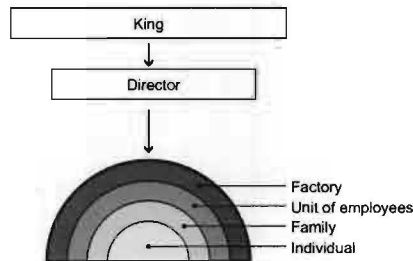 King
Director
Factory
Unit of employees
Family
Individual